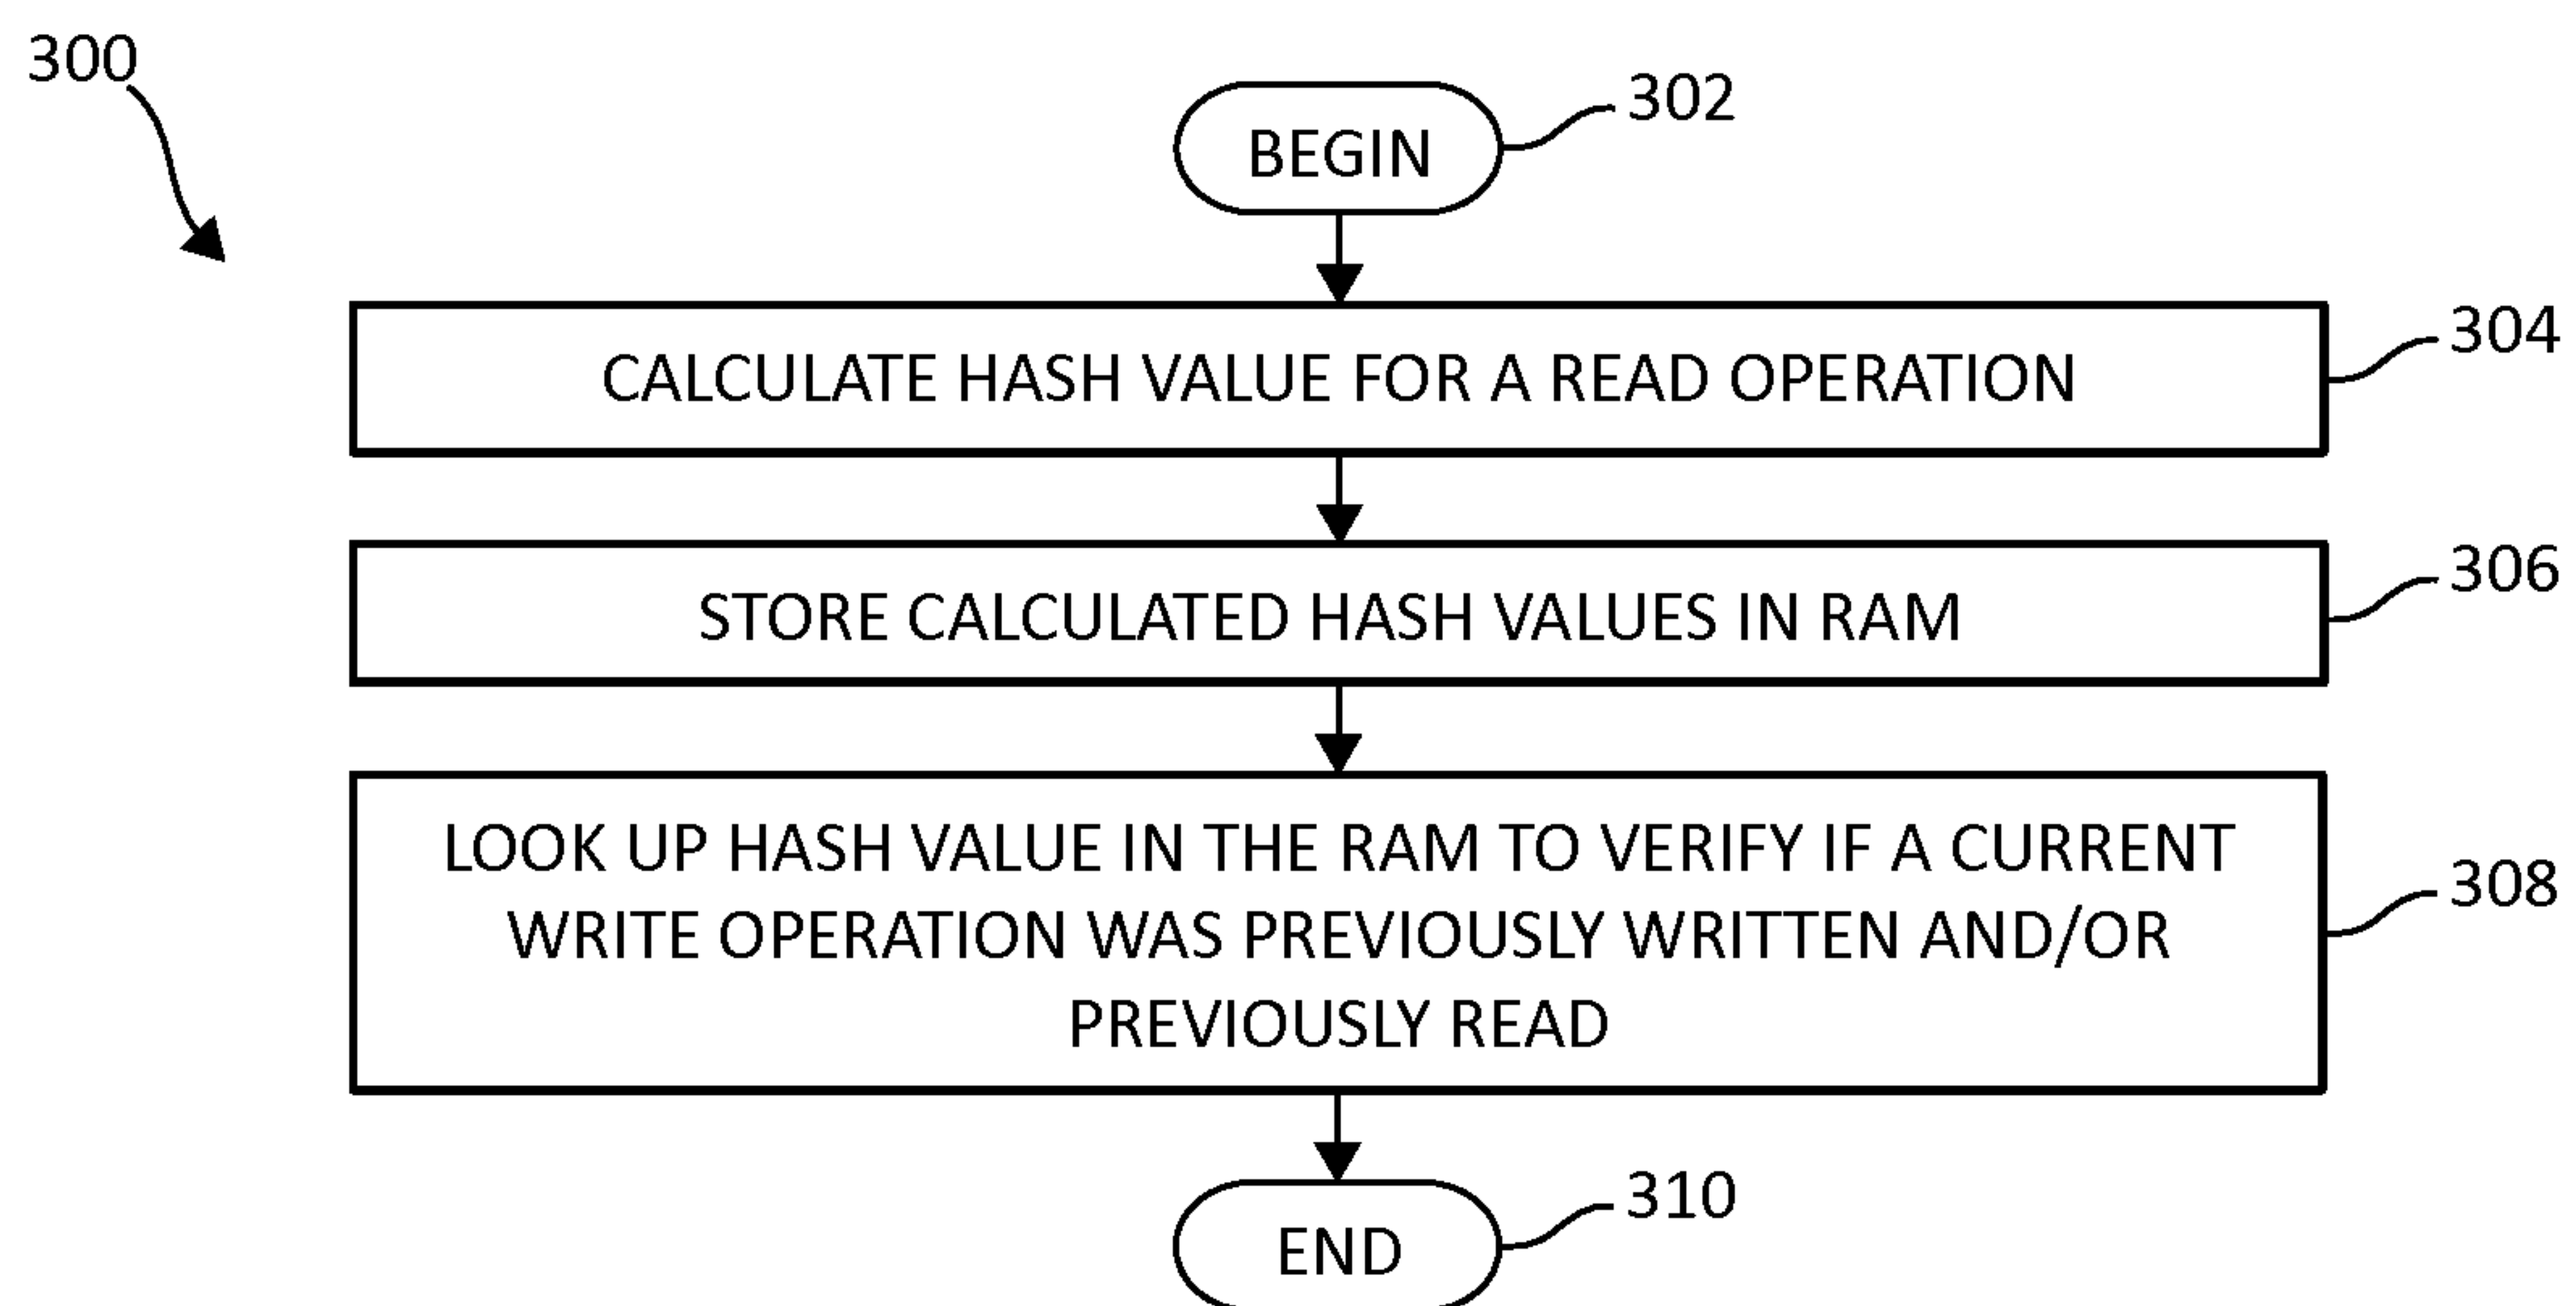 300
BEGIN
302
CALCULATE HASH VALUE FOR A READ OPERATION
304
STORE CALCULATED HASH VALUES IN RAM
306
LOOK UP HASH VALUE IN THE RAM TO VERIFY IF A CURRENT
WRITE OPERATION WAS PREVIOUSLY WRITTEN AND/OR
PREVIOUSLY READ
308
END
310